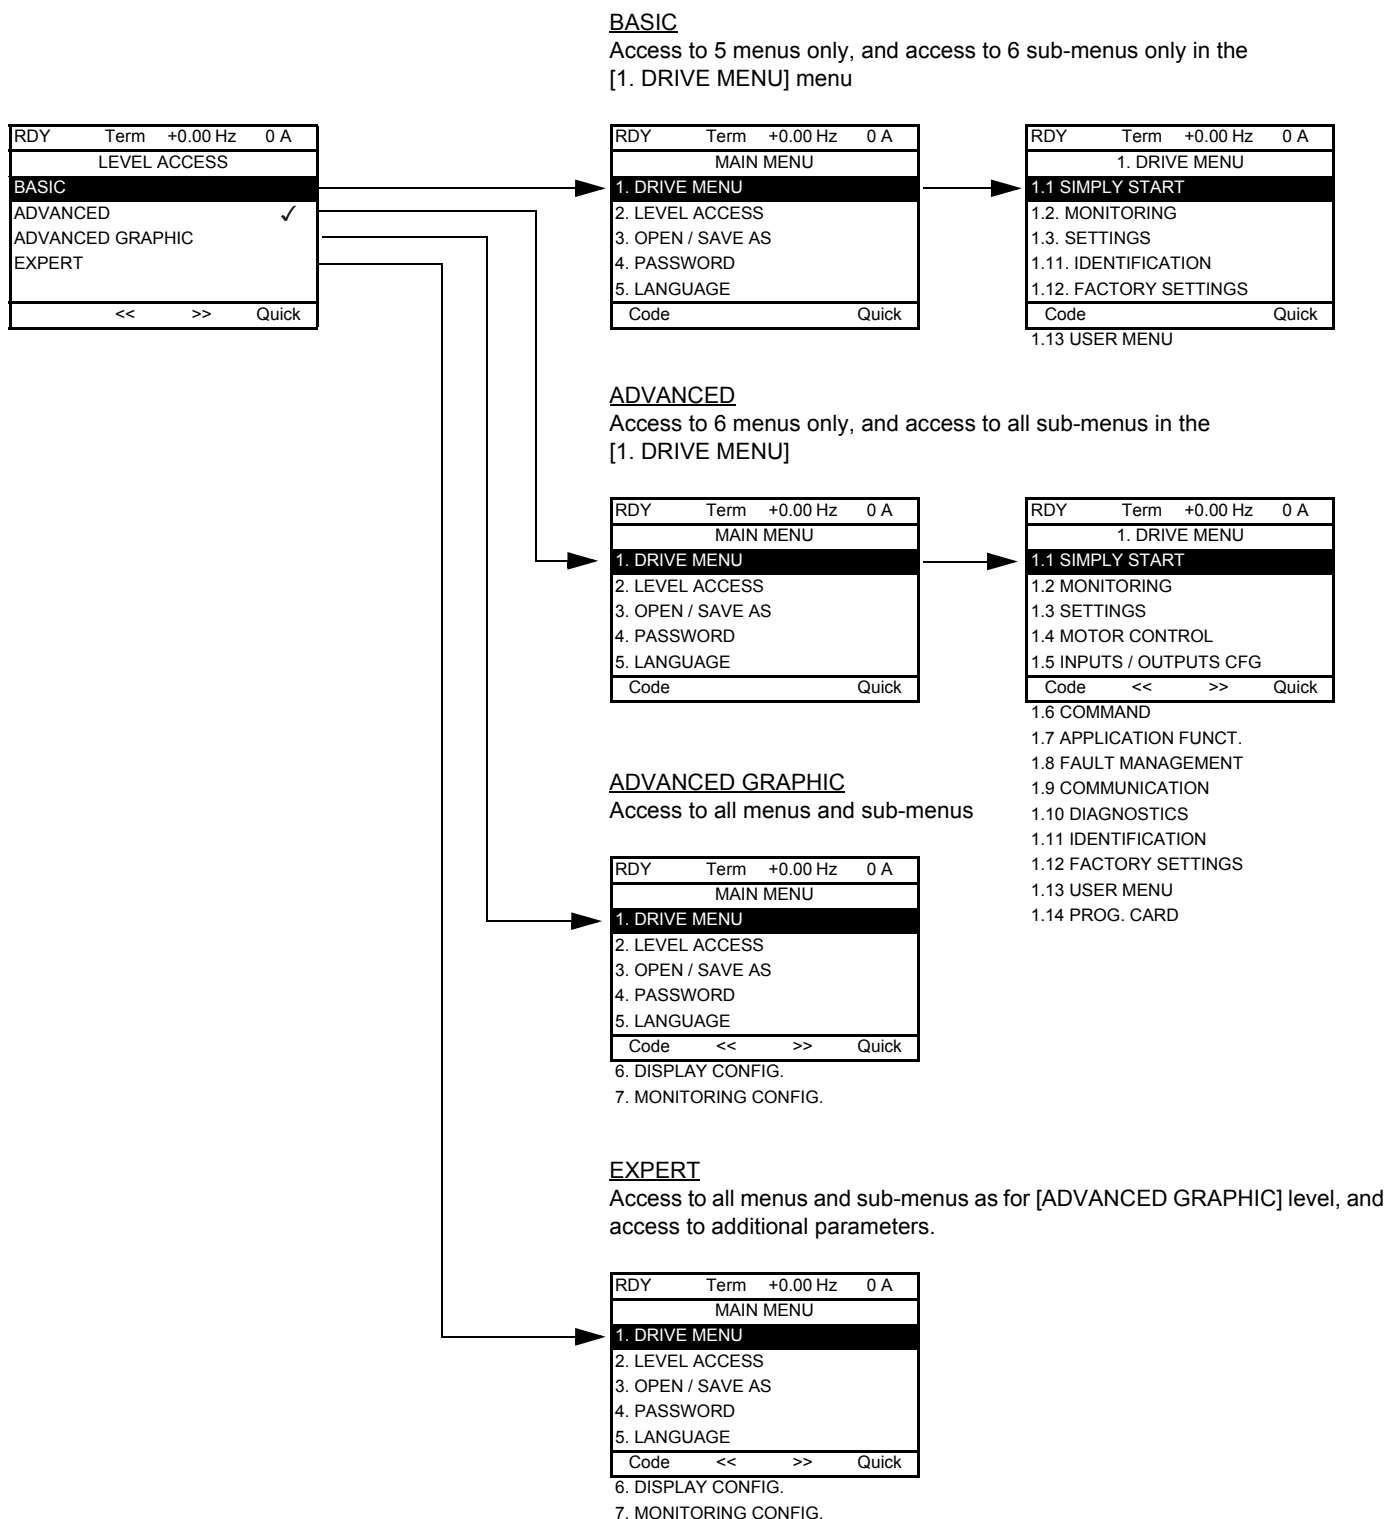 BASIC
Access to 5 menus only, and access to 6 sub-menus only in the
[1. DRIVE MENU] menu
RDY Term +0.00 Hz 0 A
LEVEL ACCESS
BASIC
ADVANCED ✓
ADVANCED GRAPHIC
EXPERT
<< >> Quick
RDY Term +0.00 Hz 0 A
MAIN MENU
1. DRIVE MENU
2. LEVEL ACCESS
3. OPEN / SAVE AS
4. PASSWORD
5. LANGUAGE
Code Quick
RDY Term +0.00 Hz 0 A
1. DRIVE MENU
1.1 SIMPLY START
1.2. MONITORING
1.3. SETTINGS
1.11. IDENTIFICATION
1.12. FACTORY SETTINGS
Code Quick
1.13 USER MENU
ADVANCED
Access to 6 menus only, and access to all sub-menus in the
[1. DRIVE MENU]
RDY Term +0.00 Hz 0 A
MAIN MENU
1. DRIVE MENU
2. LEVEL ACCESS
3. OPEN / SAVE AS
4. PASSWORD
5. LANGUAGE
Code Quick
RDY Term +0.00 Hz 0 A
1. DRIVE MENU
1.1 SIMPLY START
1.2 MONITORING
1.3 SETTINGS
1.4 MOTOR CONTROL
1.5 INPUTS / OUTPUTS CFG
Code << >> Quick
1.6 COMMAND
1.7 APPLICATION FUNCT.
1.8 FAULT MANAGEMENT
1.9 COMMUNICATION
1.10 DIAGNOSTICS
1.11 IDENTIFICATION
1.12 FACTORY SETTINGS
1.13 USER MENU
1.14 PROG. CARD
ADVANCED GRAPHIC
Access to all menus and sub-menus
RDY Term +0.00 Hz 0 A
MAIN MENU
1. DRIVE MENU
2. LEVEL ACCESS
3. OPEN / SAVE AS
4. PASSWORD
5. LANGUAGE
Code << >> Quick
6. DISPLAY CONFIG.
7. MONITORING CONFIG.
EXPERT
Access to all menus and sub-menus as for [ADVANCED GRAPHIC] level, and
access to additional parameters.
RDY Term +0.00 Hz 0 A
MAIN MENU
1. DRIVE MENU
2. LEVEL ACCESS
3. OPEN / SAVE AS
4. PASSWORD
5. LANGUAGE
Code << >> Quick
6. DISPLAY CONFIG.
7. MONITORING CONFIG.